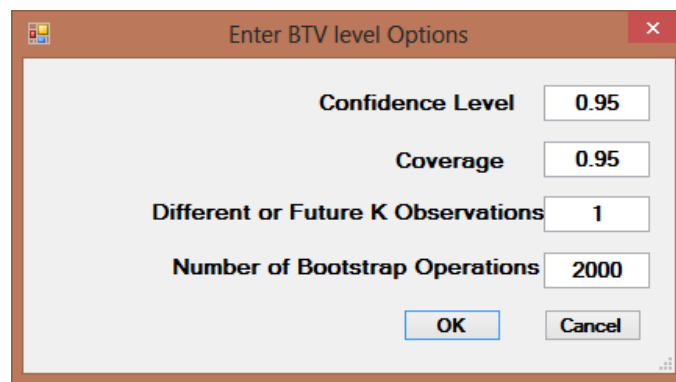 Enter BTV level Options
Confidence Level 0.95
Coverage 0.95
Different or Future K Observations 1
Number of Bootstrap Operations 2000
OK Cancel